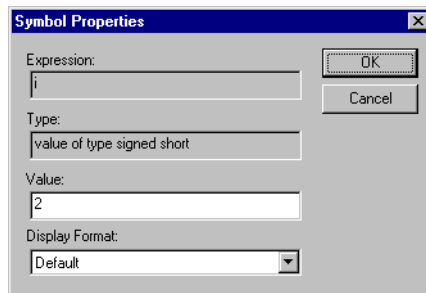 Symbol Properties
Expression:
i
OK
Cancel
Type:
value of type signed short
Value:
2
Display Format:
Default